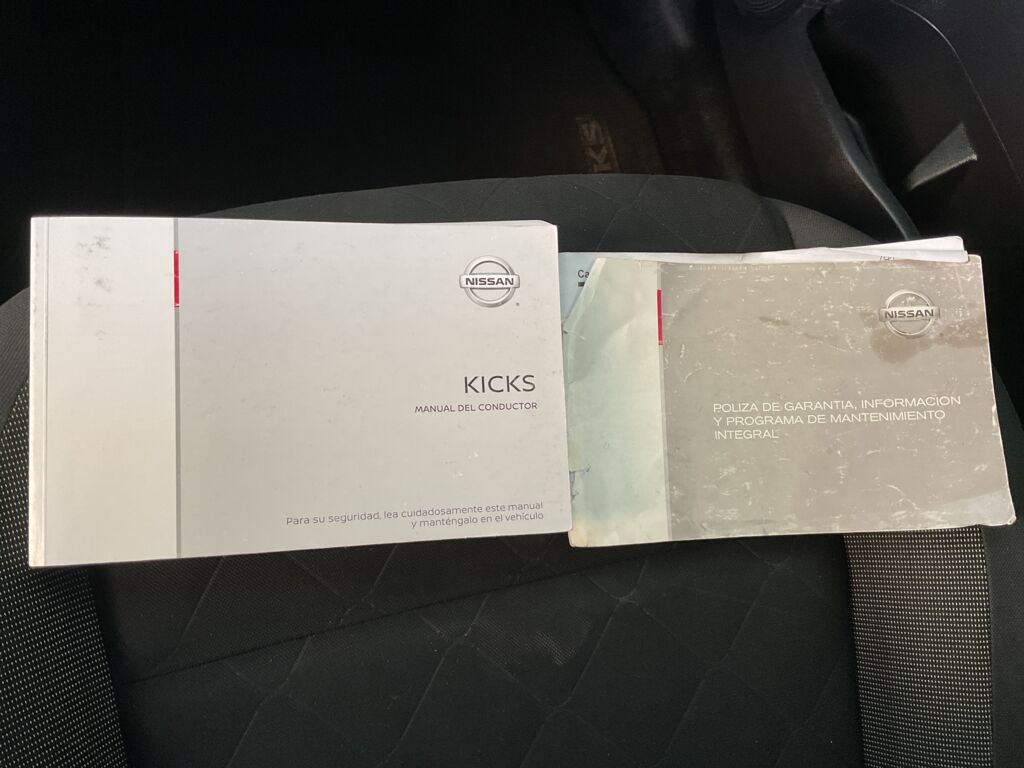 NISSAN
KICKS
MANUAL DEL CONDUCTOR
Para su seguridad, lea cuidadosamente este manual
y manténgalo en el vehículo
Ca
NISSAN
POLIZA DE GARANTIA, INFORMACION
Y PROGRAMA DE MANTENIMIENTO
INTEGRAL